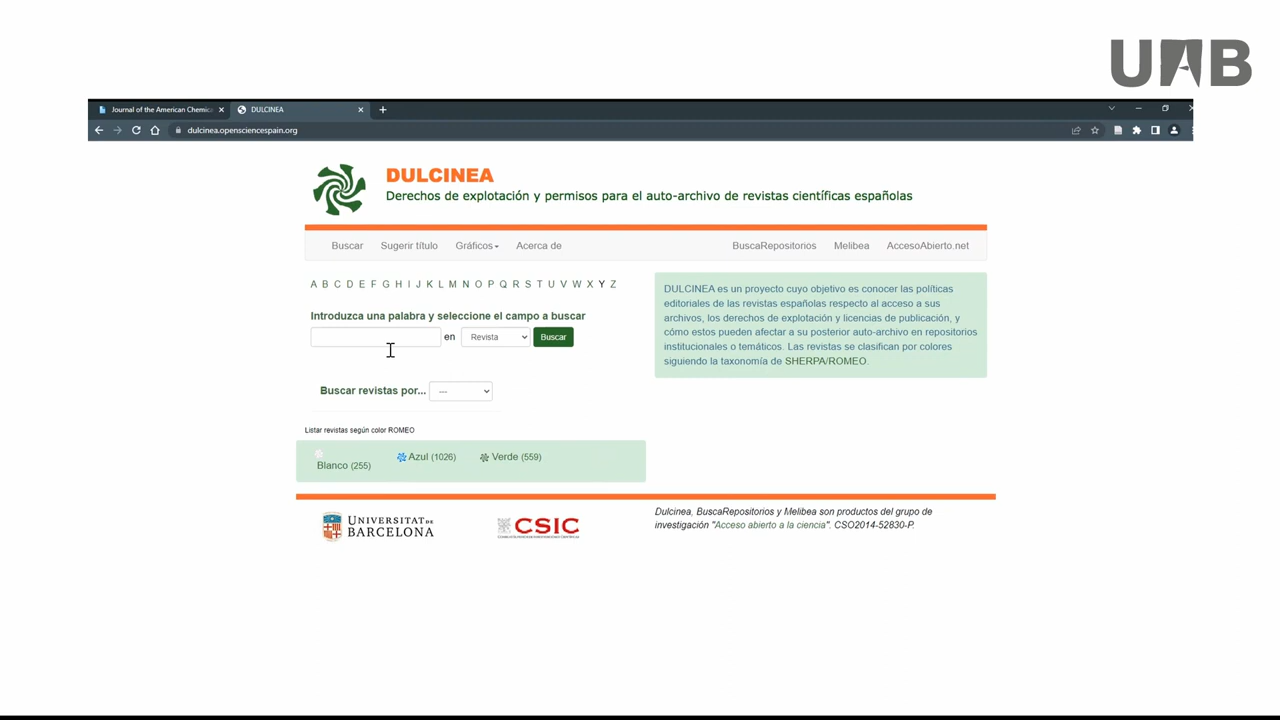 UAB
Journal of the American Chemic
DULCINEA
dulcinea.opensciencespain.org
DULCINEA
Derechos de explotación y permisos para el auto-archivo de revistas científicas españolas
Buscar Sugerir título Gráficos Acerca de BuscaRepositorios Melibea AccesoAbierto.net
A B C D E F G H I J K L M N O P Q R S T U V W X Y Z
Introduzca una palabra y seleccione el campo a buscar
en Revista Buscar
Buscar revistas por... ---
Listar revistas según color ROMEO
Blanco (255) Azul (1026) Verde (559)
DULCINEA es un proyecto cuyo objetivo es conocer las políticas
editoriales de las revistas españolas respecto al acceso a sus
archivos, los derechos de explotación y licencias de publicación, y
cómo estos pueden afectar a su posterior auto-archivo en repositorios
institucionales o temáticos. Las revistas se clasifican por colores
siguiendo la taxonomía de SHERPA/ROMEO.
UNIVERSITAT DE
BARCELONA
CSIC
Dulcinea, BuscaRepositorios y Melibea son productos del grupo de
investigación "Acceso abierto a la ciencia". CSO2014-52830-P.